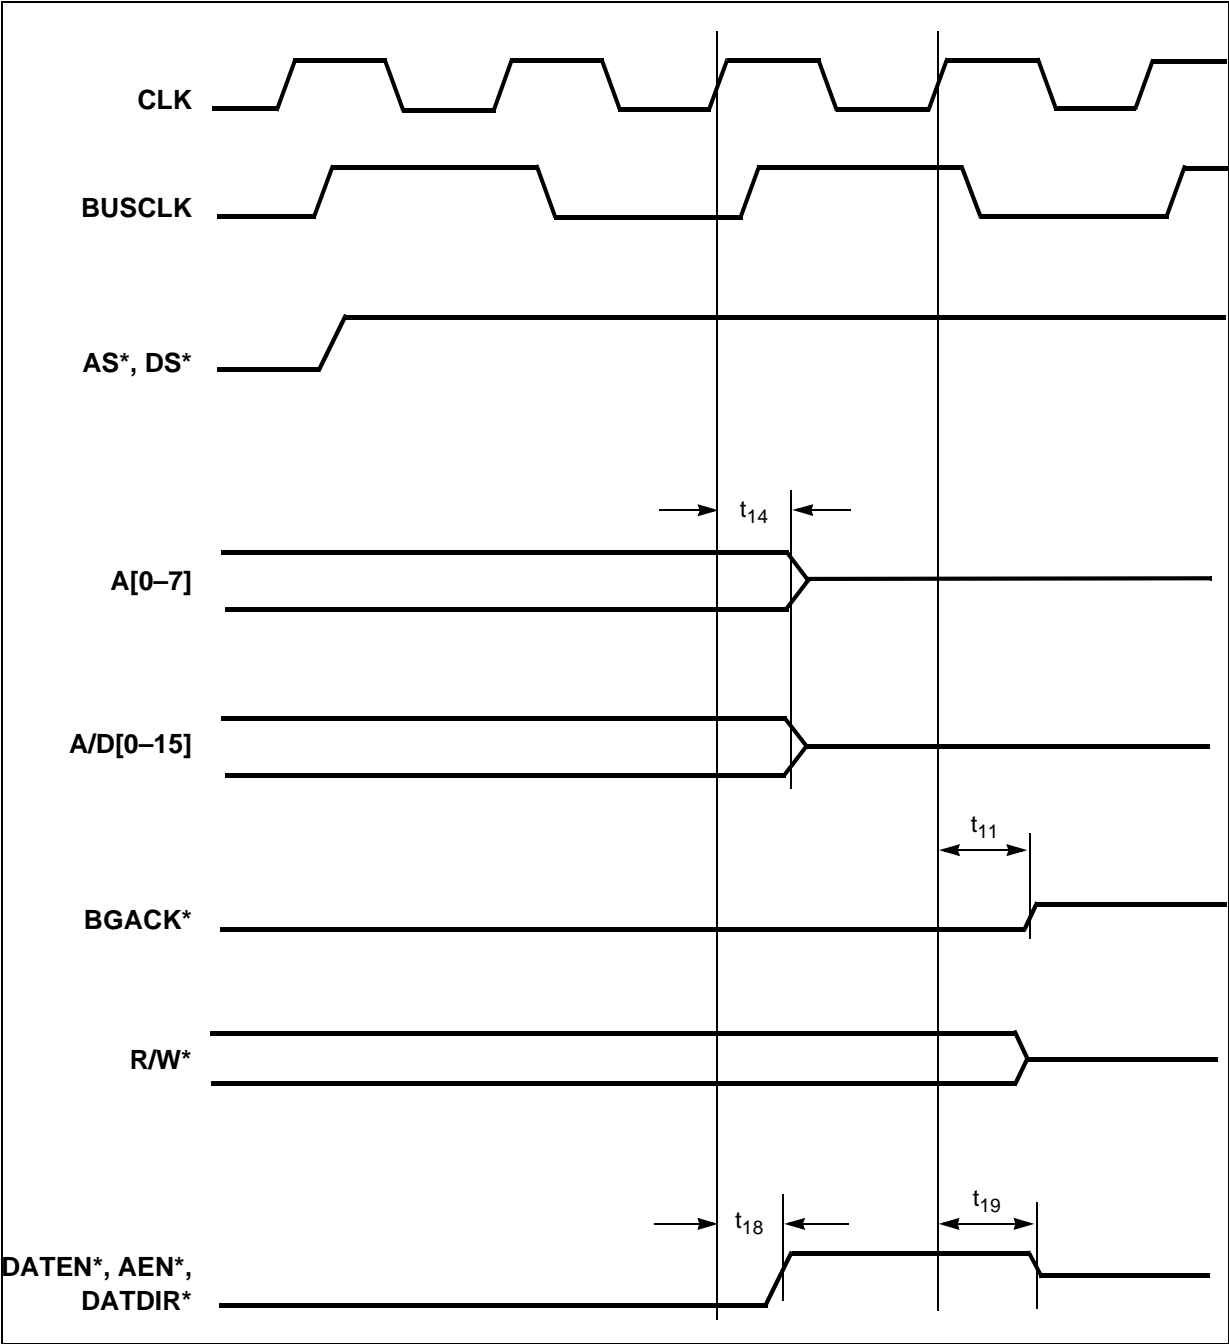 CLK
BUSCLK
AS*, DS*
t14
A[0–7]
A/D[0–15]
t11
BGACK*
R/W*
t18
t19
DATEN*, AEN*,
DATDIR*